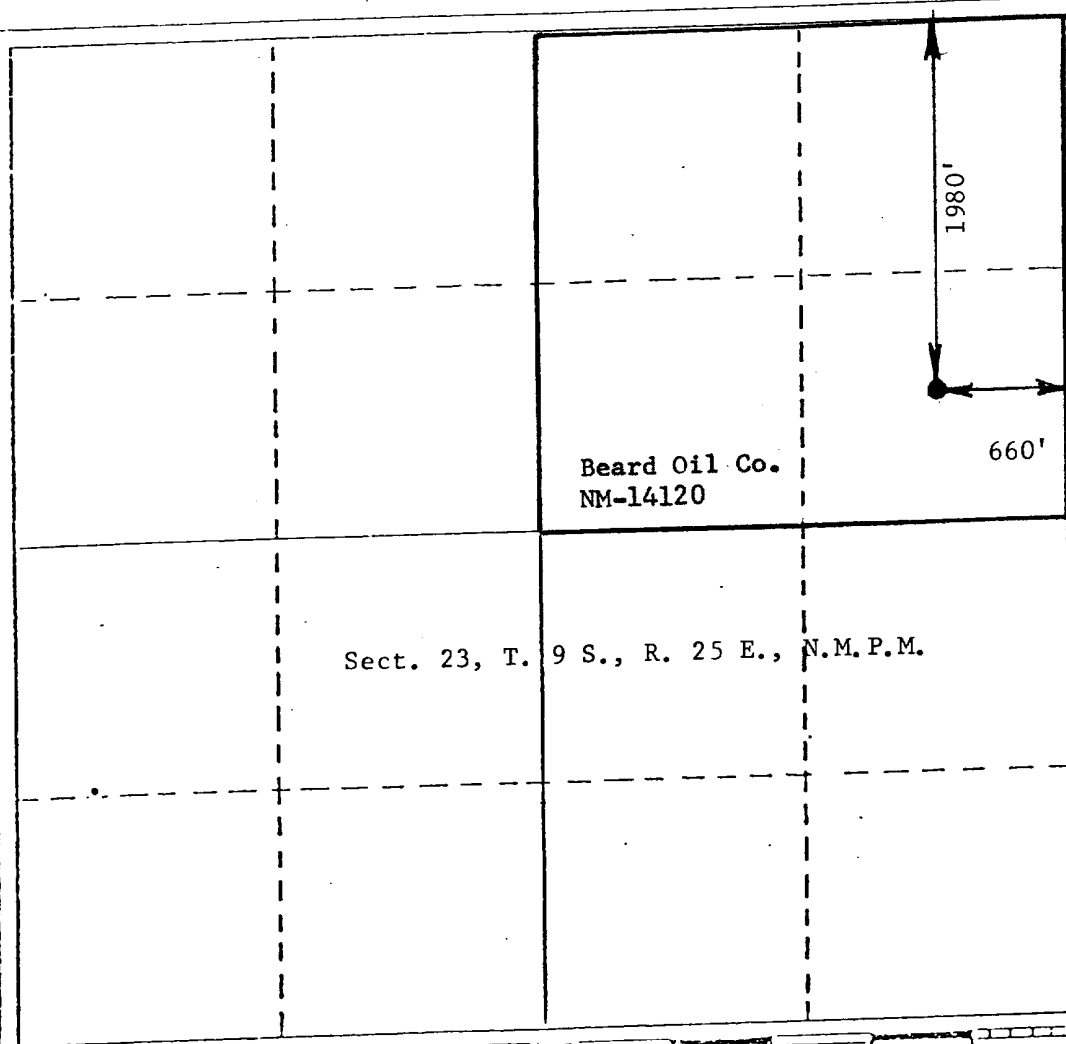 1980'
660'
Beard Oil Co.
NM-14120
Sect. 23, T. 9 S., R. 25 E., N.M.P.M.